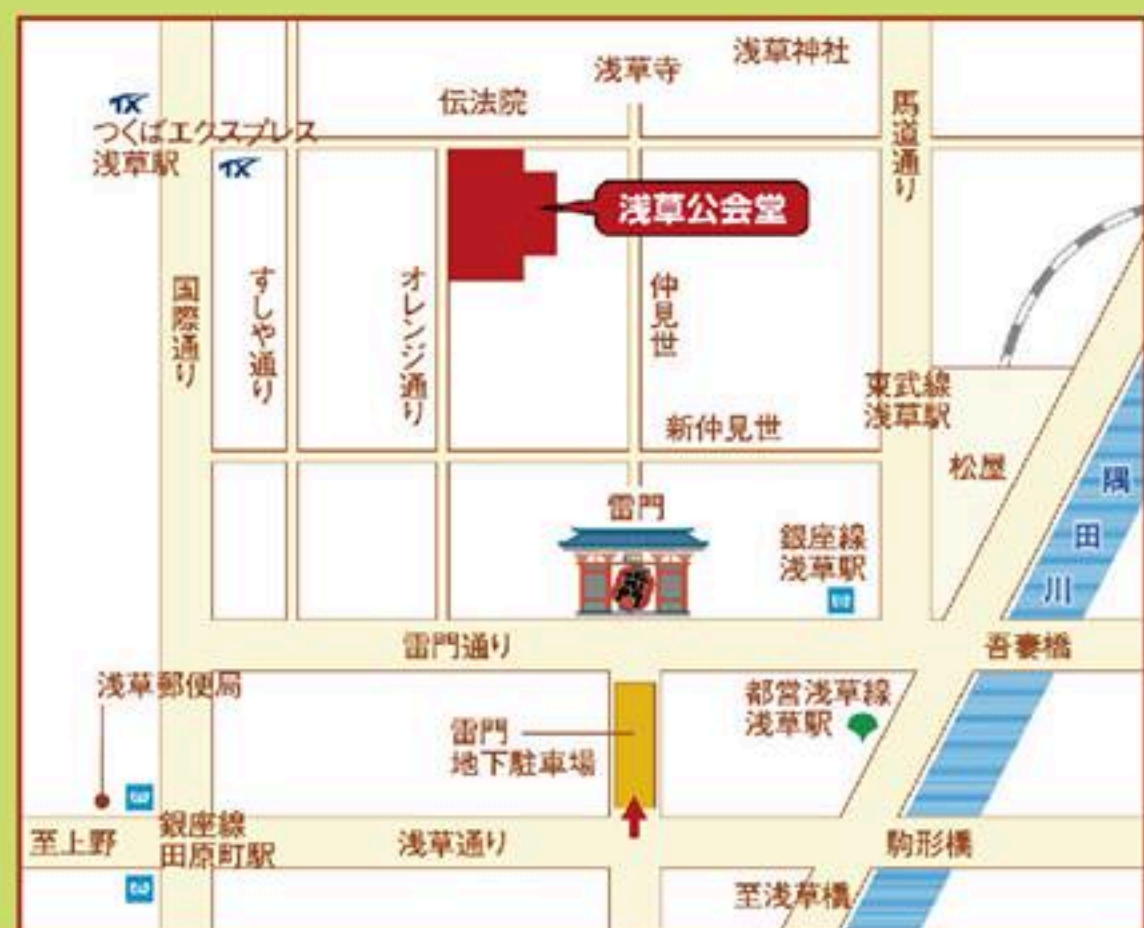 浅草神社
浅草寺
伝法院
TX
つくばエクスプレス
浅草駅
TX
馬道通り
浅草公会堂
国際通り
すしや通り
オレンジ通り
仲見世
東武線
浅草駅
新仲見世
松屋
隅田川
雷門
銀座線
浅草駅
雷門通り
吾妻橋
浅草郵便局
都営浅草線
浅草駅
雷門
地下駐車場
至上野
銀座線
田原町駅
浅草通り
駒形橋
至浅草橋